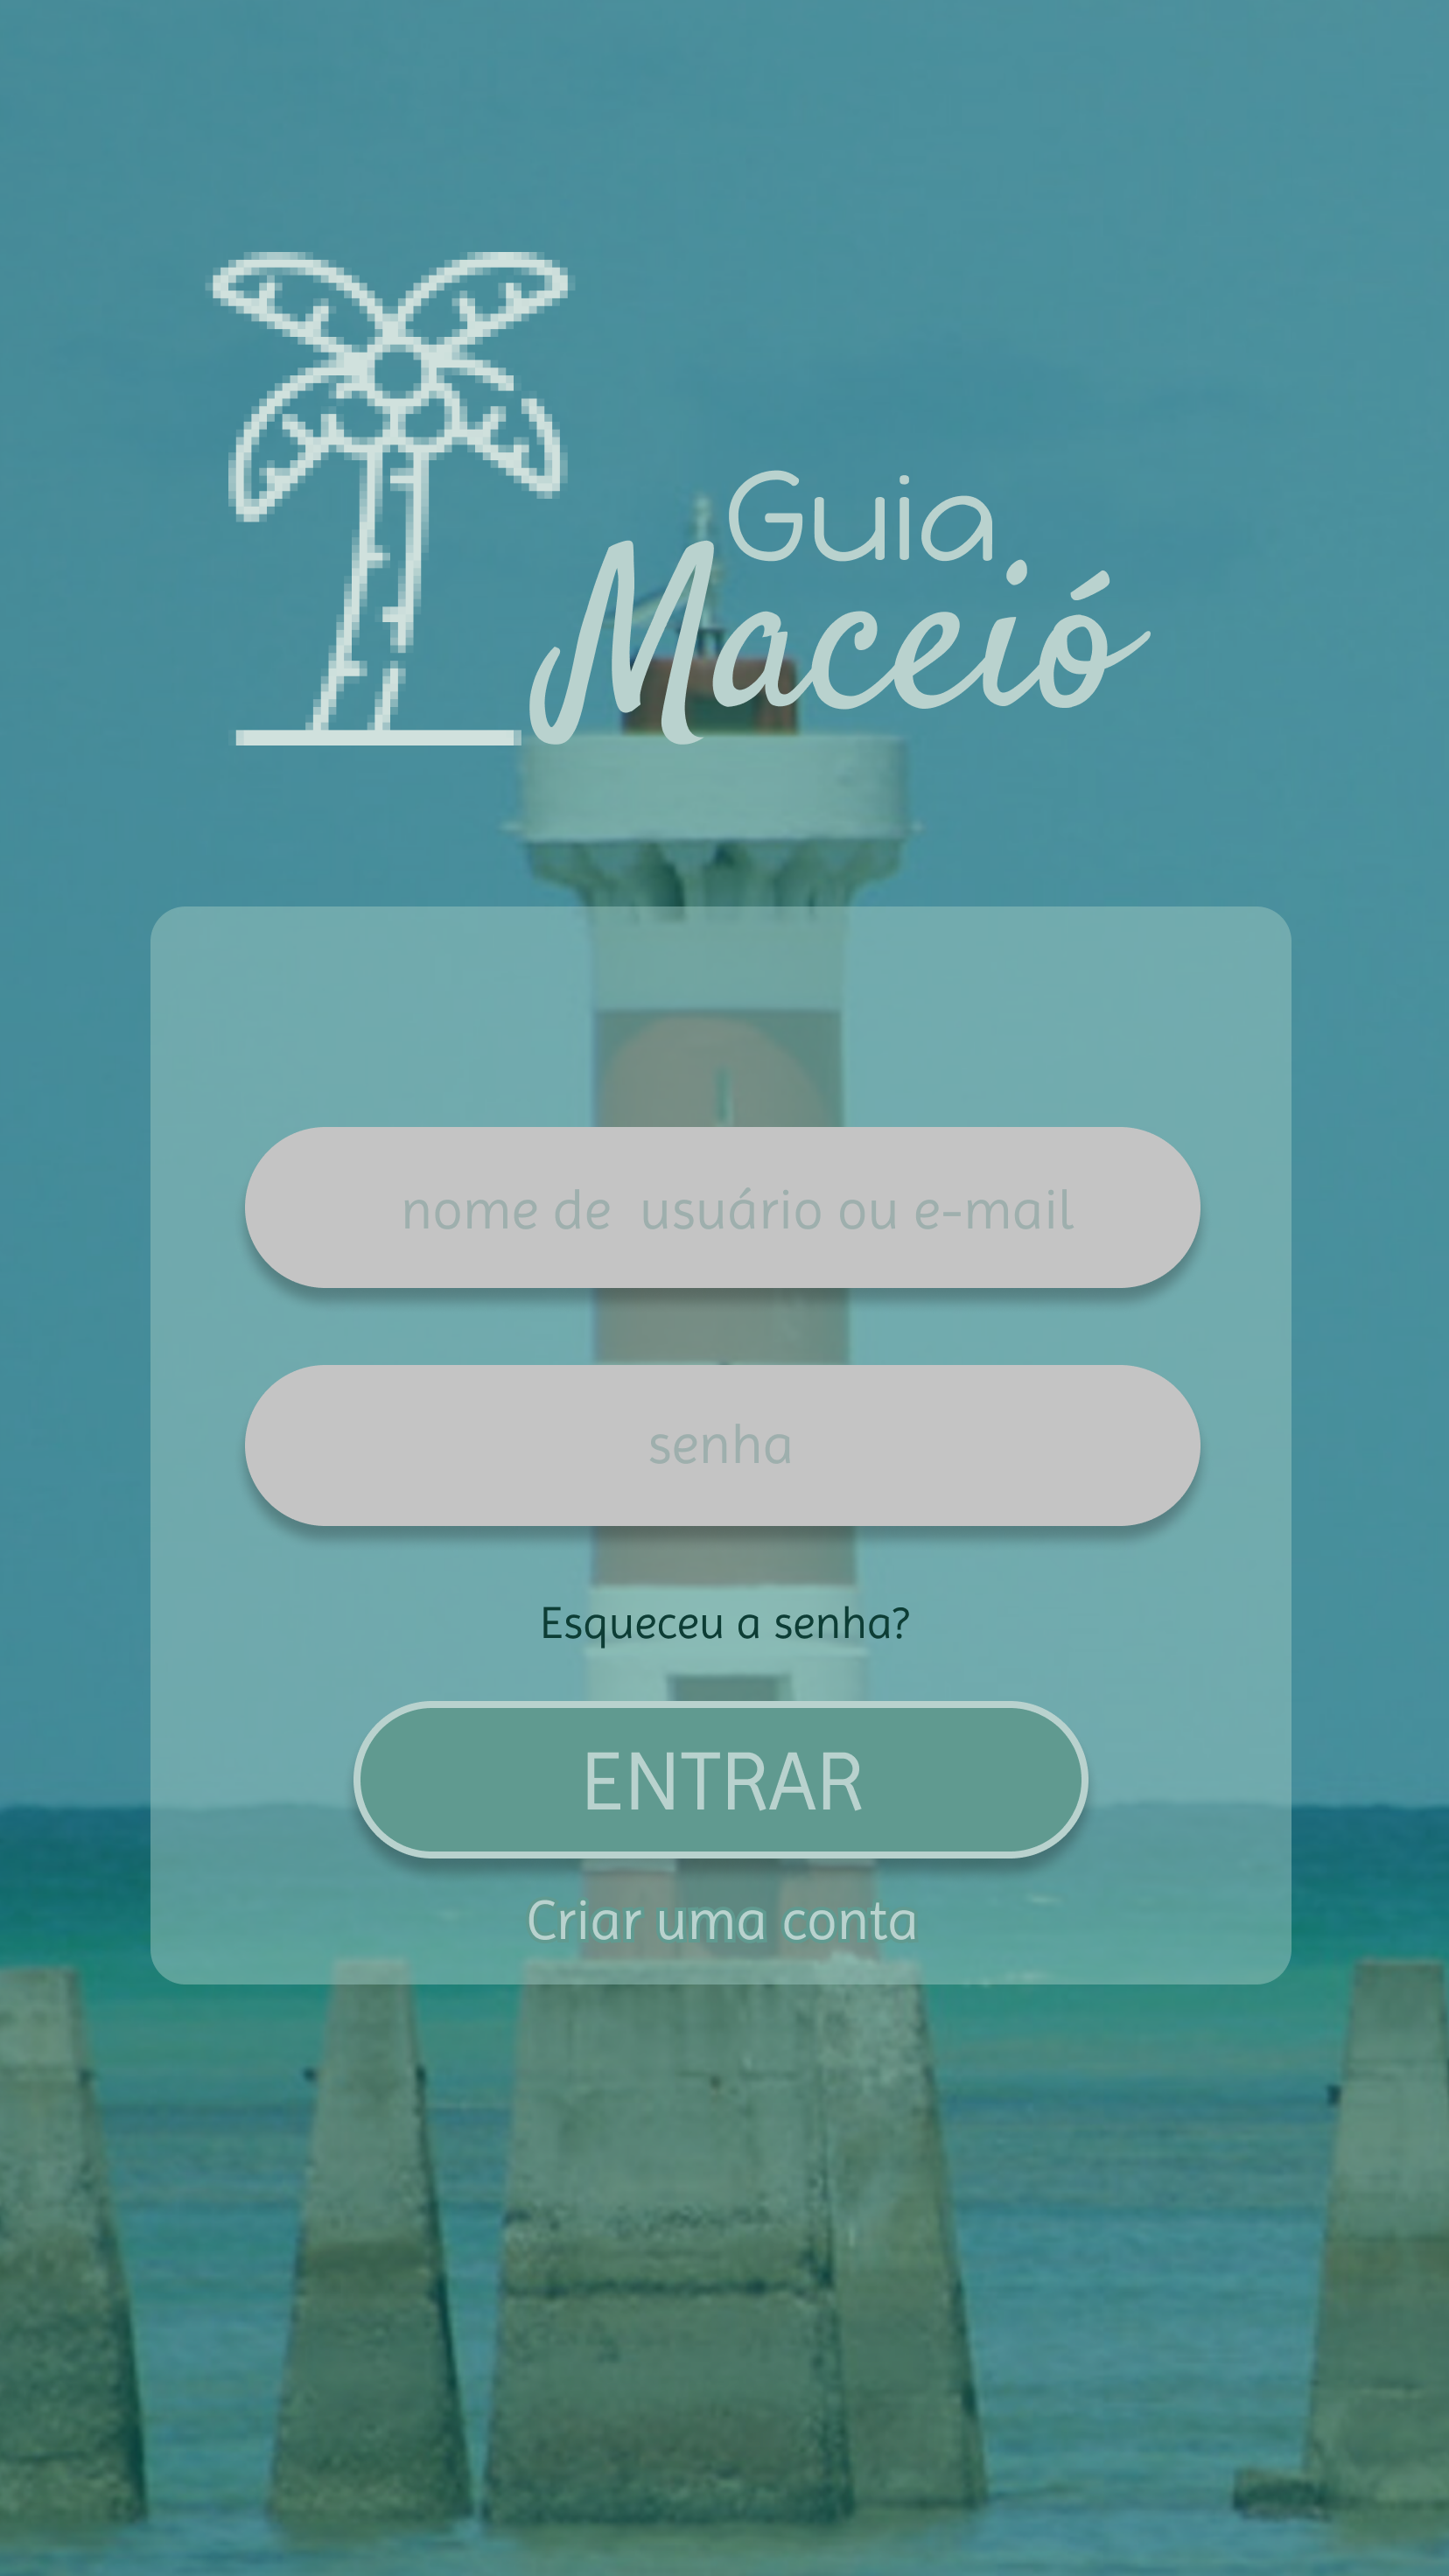 Guia
Maceió
nome de  usuário ou e-mail
senha
Esqueceu a senha?
ENTRAR
Criar uma conta